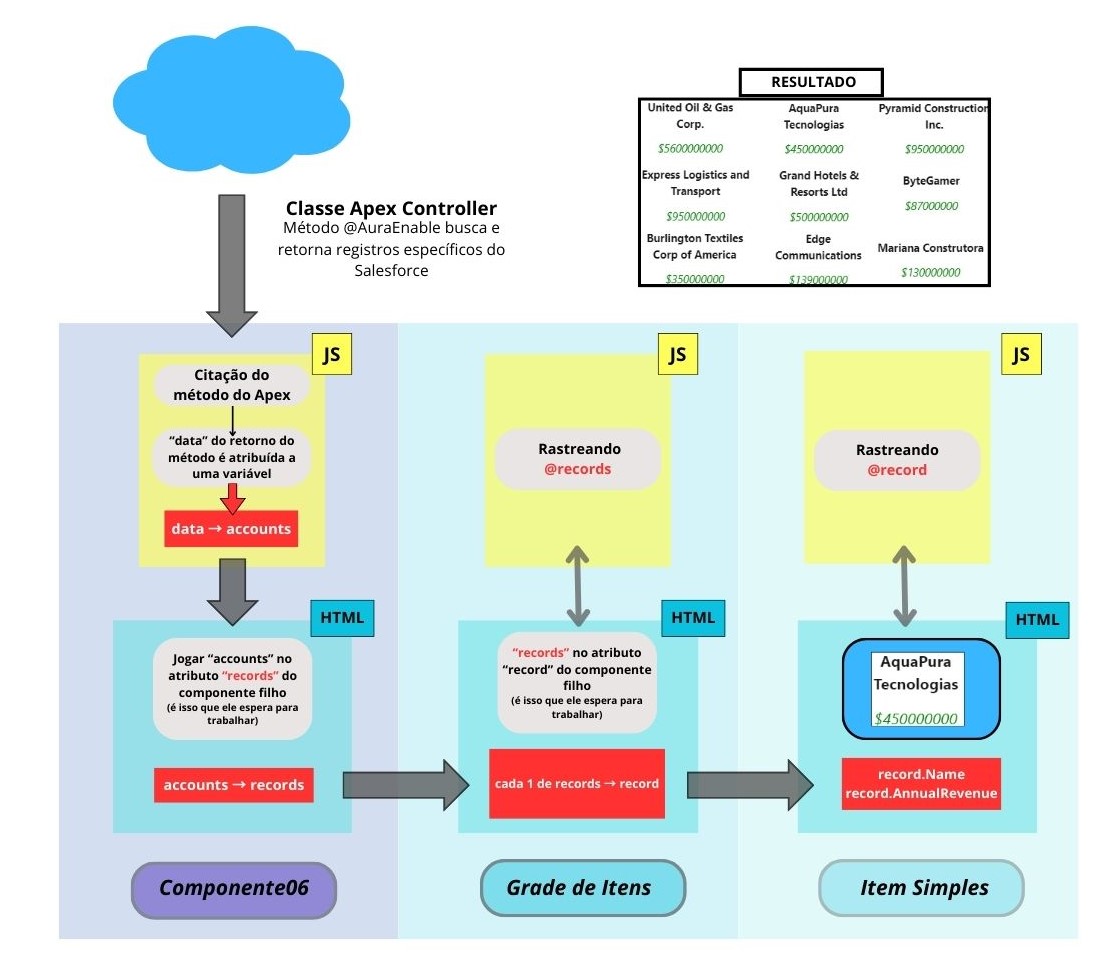 RESULTADO
United Oil & Gas
Corp.
$5600000000
AquaPura
Tecnologias
$450000000
Pyramid Construction
Inc.
$950000000
Express Logistics and
Transport
$950000000
Grand Hotels &
Resorts Ltd
$500000000
ByteGamer
$87000000
Burlington Textiles
Corp of America
$350000000
Edge
Communications
$139000000
Mariana Construtora
$130000000
Classe Apex Controller
Método @AuraEnable busca e
retorna registros específicos do
Salesforce
JS
Citação do
método do Apex
“data” do retorno do
método é atribuída a
uma variável
data → accounts
HTML
Jogar “accounts” no
atributo “records” do
componente filho
(é isso que ele espera para
trabalhar)
accounts → records
Componente06
JS
Rastreando
@records
HTML
“records” no atributo
“record” do componente
filho
(é isso que ele espera para
trabalhar)
cada 1 de records → record
Grade de Itens
JS
Rastreando
@record
HTML
AquaPura
Tecnologias
$450000000
record.Name
record.AnnualRevenue
Item Simples